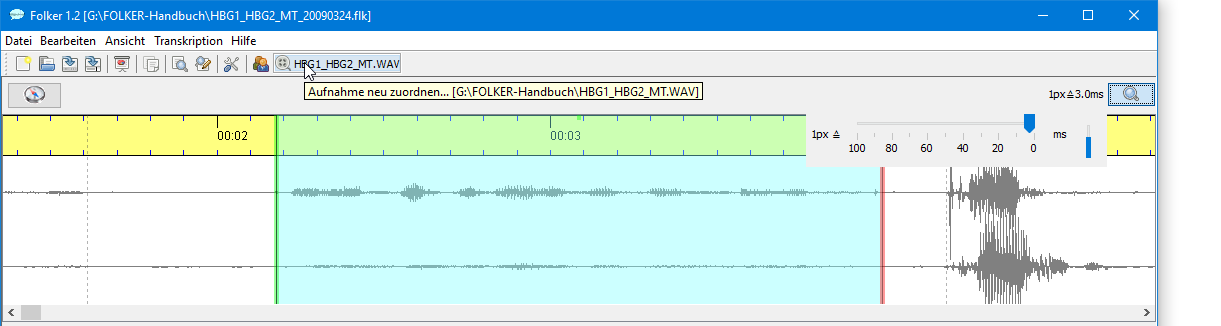 Folker 1.2 [G:\FOLKER-Handbuch\HBG1_HBG2_MT_20090324.flk]
Datei Bearbeiten Ansicht Transkription Hilfe
HBG1_HBG2_MT.WAV
Aufnahme neu zuordnen... [G:\FOLKER-Handbuch\HBG1_HBG2_MT.WAV]
1px≙3.0ms
00:02 00:03
1px ≙ ms
100 80 60 40 20 0